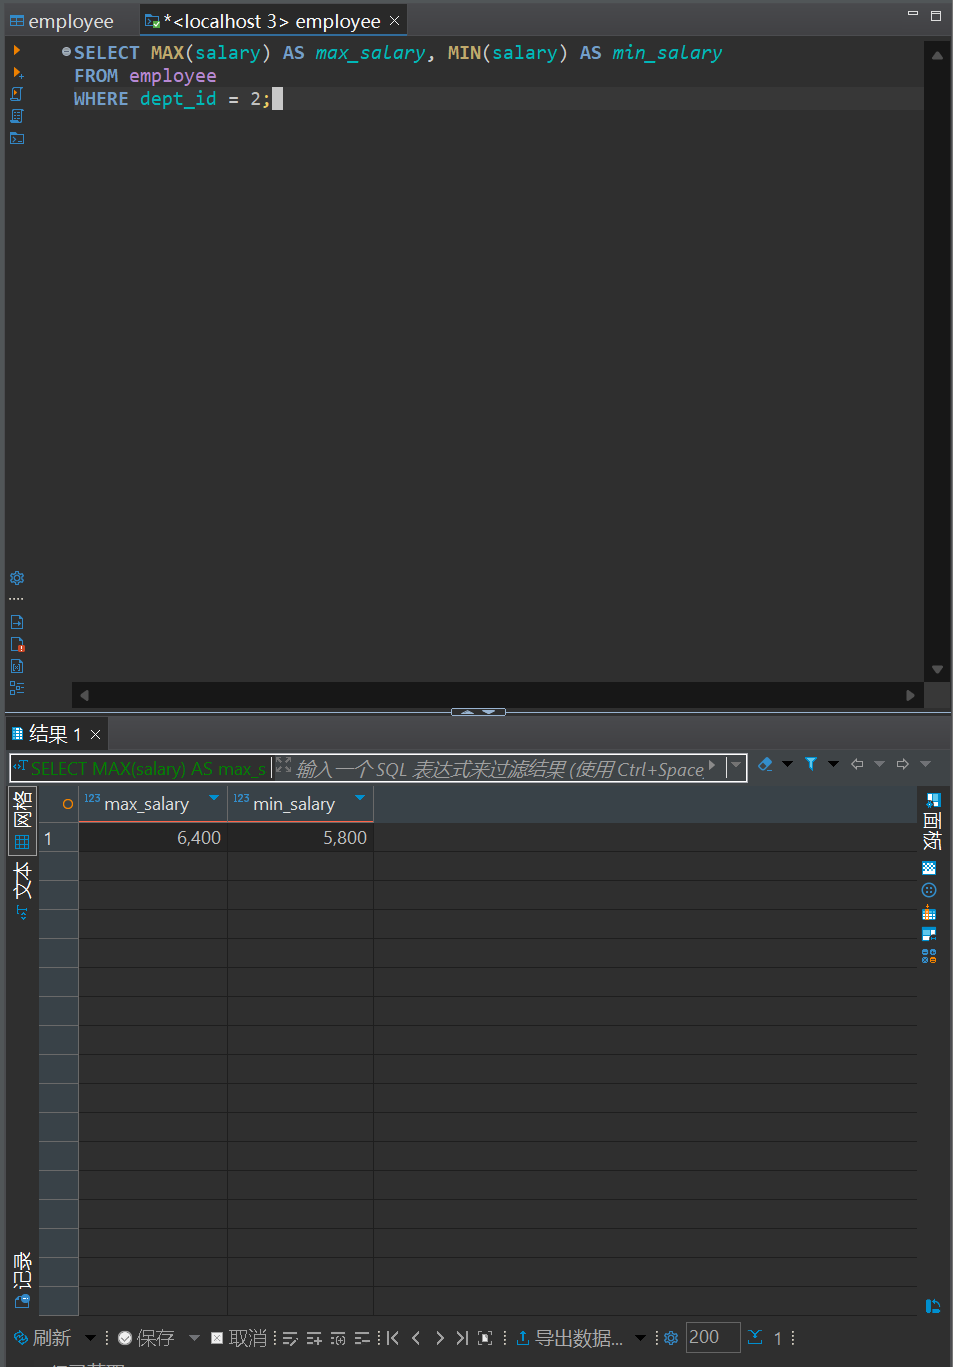 employee
*<localhost 3> employee
SELECT MAX(salary) AS max_salary, MIN(salary) AS min_salary
FROM employee
WHERE dept_id = 2;
结果 1
SELECT MAX(salary) AS max_s
输入一个 SQL 表达式来过滤结果 (使用 Ctrl+Space
网格
文本
记录
123 max_salary
123 min_salary
1
6,400
5,800
面板
刷新
保存
取消
导出数据...
200
1